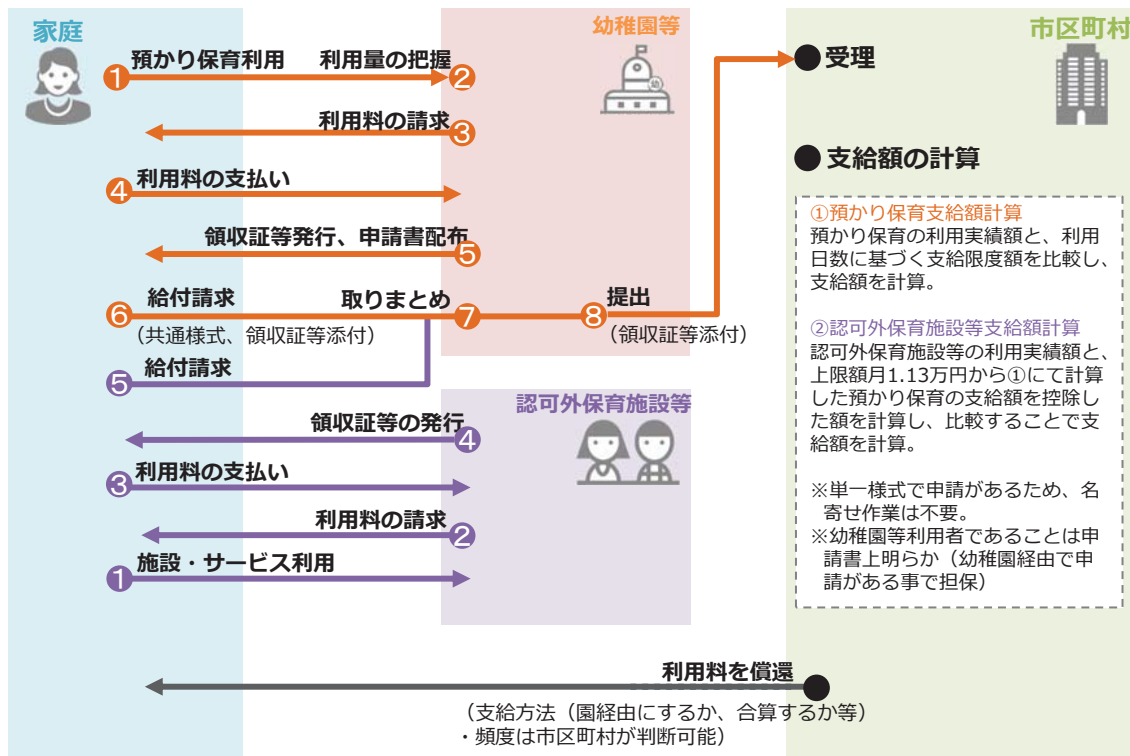 家庭
幼稚園等
市区町村
預かり保育利用
利用量の把握
①
②
幼
利用料の請求
③
④
利用料の支払い
領収証等発行、申請書配布
⑤
給付請求
取りまとめ
提出
⑥
⑦
⑧
（共通様式、領収証等添付）
（領収証等添付）
給付請求
⑤
認可外保育施設等
領収証等の発行
④
利用料の支払い
③
利用料の請求
②
施設・サービス利用
①
●受理
●支給額の計算
①預かり保育支給額計算
預かり保育の利用実績額と、利用
日数に基づく支給限度額を比較し、
支給額を計算。
②認可外保育施設等支給額計算
認可外保育施設等の利用実績額と、
上限額月1.13万円から①にて計算
した預かり保育の支給額を控除し
た額を計算し、比較することで支
給額を計算。
※単一様式で申請があるため、名
寄せ作業は不要。
※幼稚園等利用者であることは申
請書上明らか（幼稚園経由で申
請がある事で担保）
利用料を償還
（支給方法（園経由にするか、合算するか等）
・頻度は市区町村が判断可能）